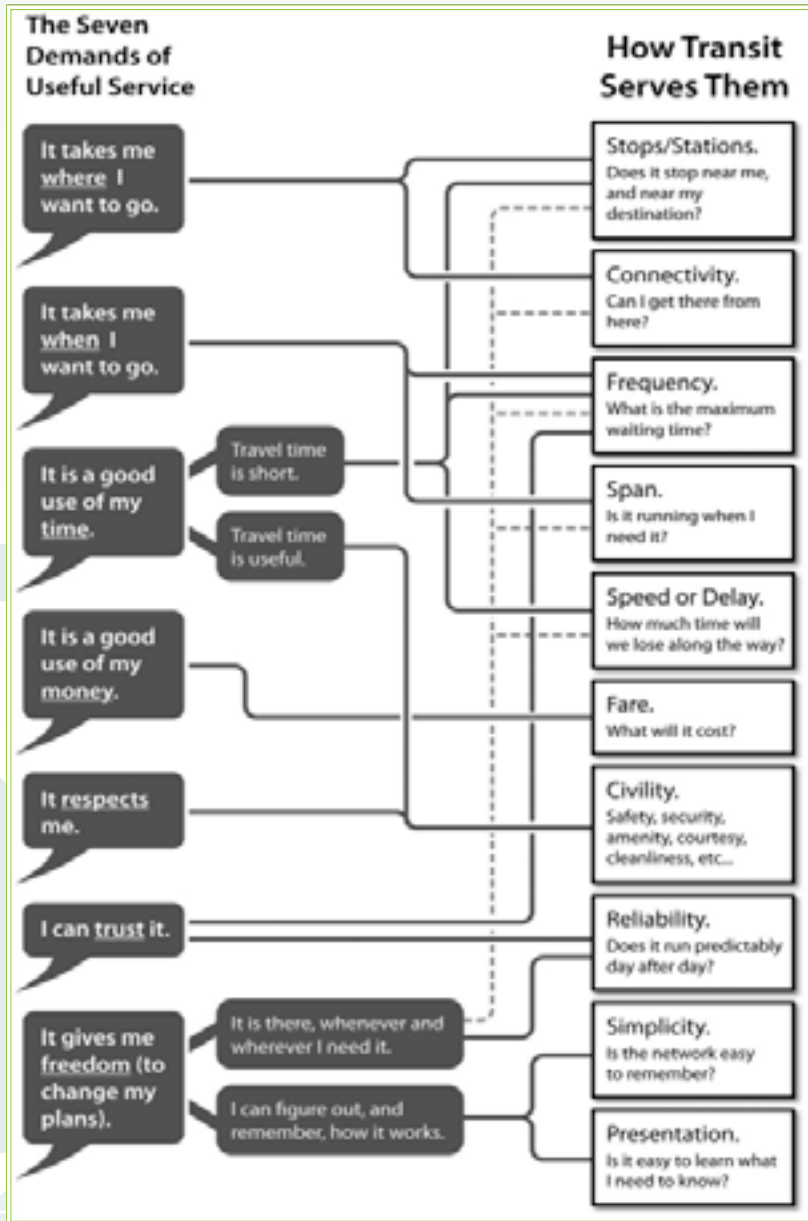 The Seven
Demands of
Useful Service
How Transit
Serves Them
It takes me
where I
want to go.
It takes me
when I
want to go.
It is a good
use of my
time.
Travel time
is short.
Travel time
is useful.
It is a good
use of my
money.
It respects
me.
I can trust it.
It gives me
freedom (to
change my
plans).
It is there, whenever and
wherever I need it.
I can figure out, and
remember, how it works.
Stops/Stations.
Does it stop near me,
and near my
destination?
Connectivity.
Can I get there from
here?
Frequency.
What is the maximum
waiting time?
Span.
Is it running when I
need it?
Speed or Delay.
How much time will
we lose along the way?
Fare.
What will it cost?
Civility.
Safety, security,
amenity, courtesy,
cleanliness, etc...
Reliability.
Does it run predictably
day after day?
Simplicity.
Is the network easy
to remember?
Presentation.
Is it easy to learn what
I need to know?